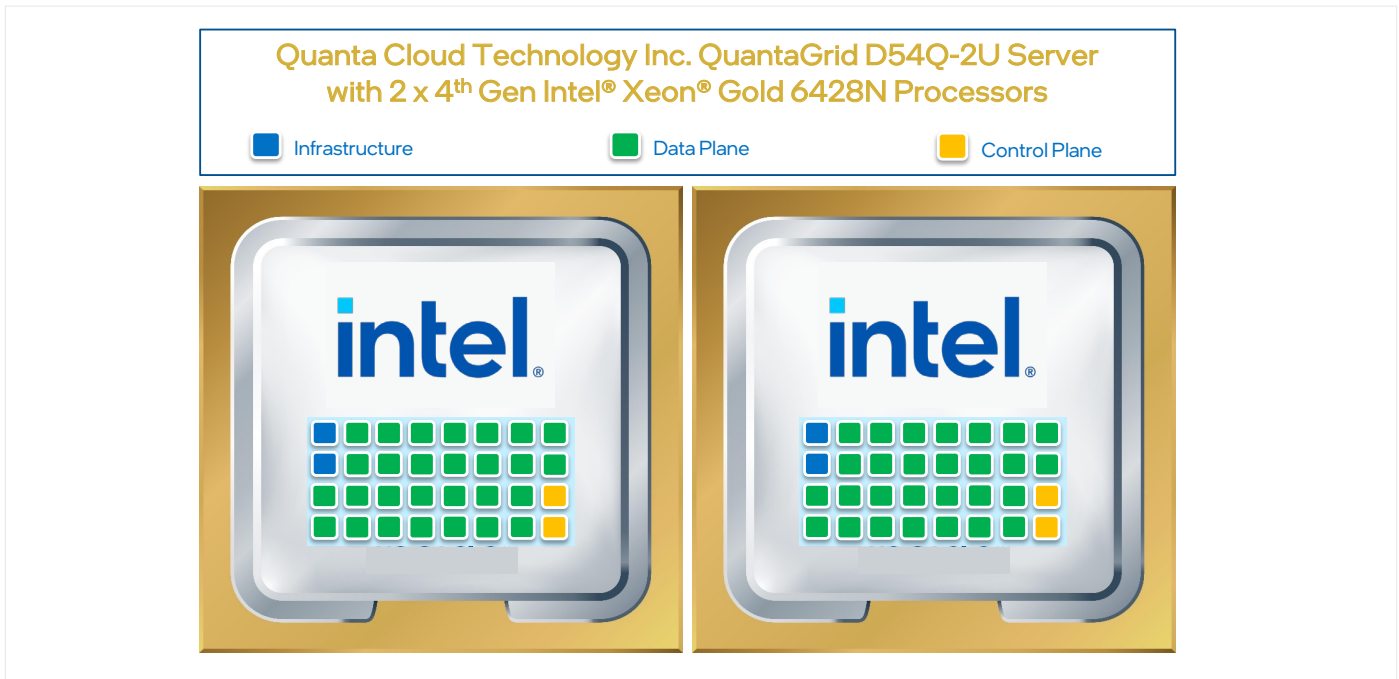 Quanta Cloud Technology Inc. QuantaGrid D54Q-2U Server
with 2 x 4th Gen Intel® Xeon® Gold 6428N Processors
Infrastructure Data Plane Control Plane
intel® intel®